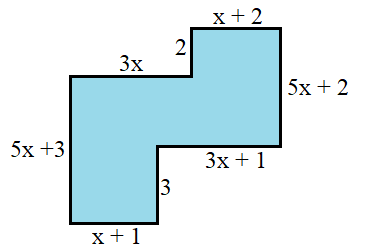 x + 2
2
3x
5x + 2
5x +3
3x + 1
3
x + 1